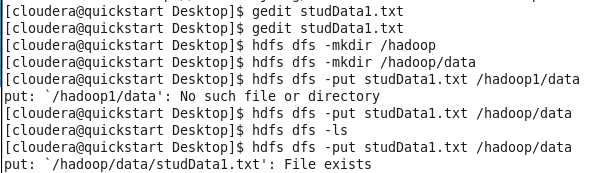 [cloudera@quickstart Desktop]$ gedit studData1.txt
[cloudera@quickstart Desktop]$ gedit studData1.txt
[cloudera@quickstart Desktop]$ hdfs dfs -mkdir /hadoop
[cloudera@quickstart Desktop]$ hdfs dfs -mkdir /hadoop/data
[cloudera@quickstart Desktop]$ hdfs dfs -put studData1.txt /hadoop1/data
put: `/hadoop1/data': No such file or directory
[cloudera@quickstart Desktop]$ hdfs dfs -put studData1.txt /hadoop/data
[cloudera@quickstart Desktop]$ hdfs dfs -ls
[cloudera@quickstart Desktop]$ hdfs dfs -put studData1.txt /hadoop/data
put: `/hadoop/data/studData1.txt': File exists